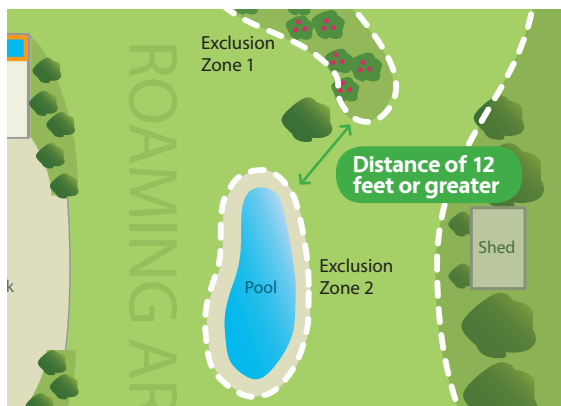 Exclusion
Zone 1
ROAMING AR
Distance of 12
feet or greater
Shed
Pool
Exclusion
Zone 2
k